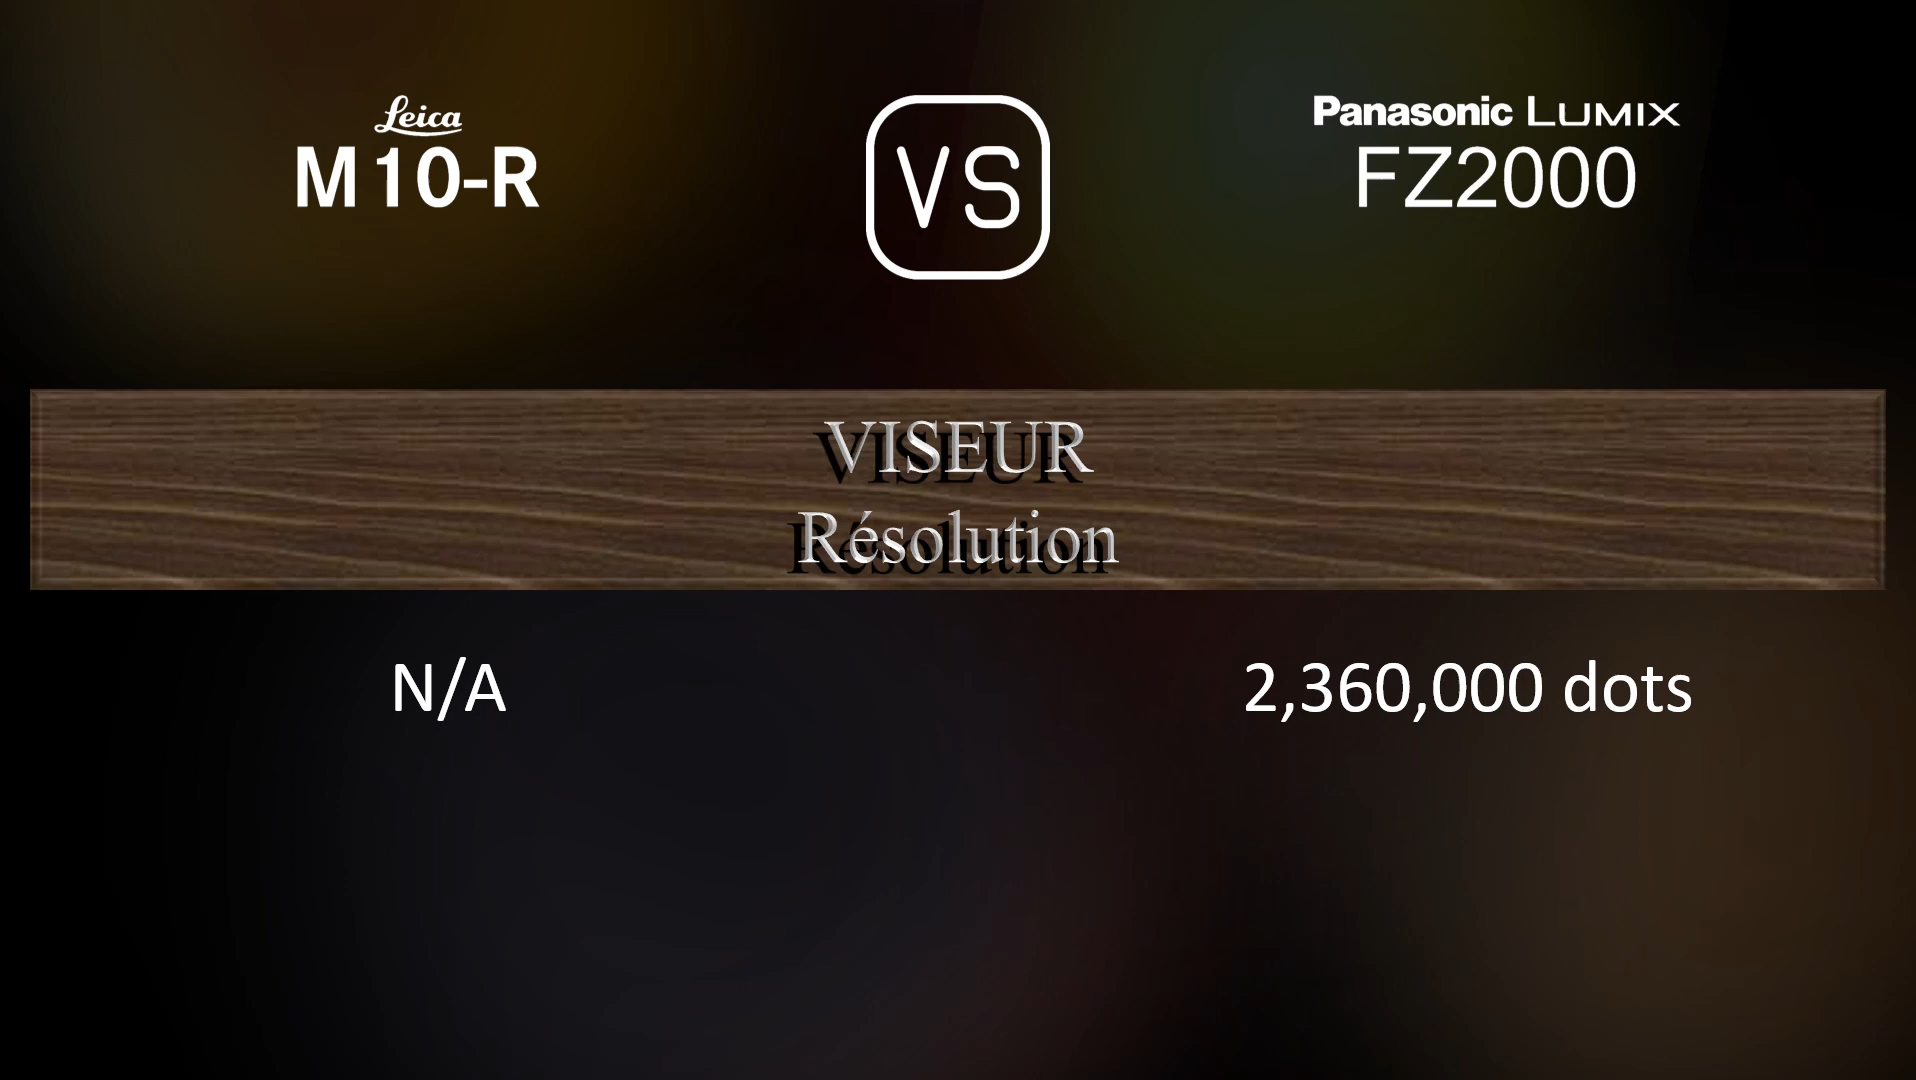 Leica
M10-R
VS
Panasonic LUMIX
FZ2000
VISEUR
Résolution
N/A
2,360,000 dots